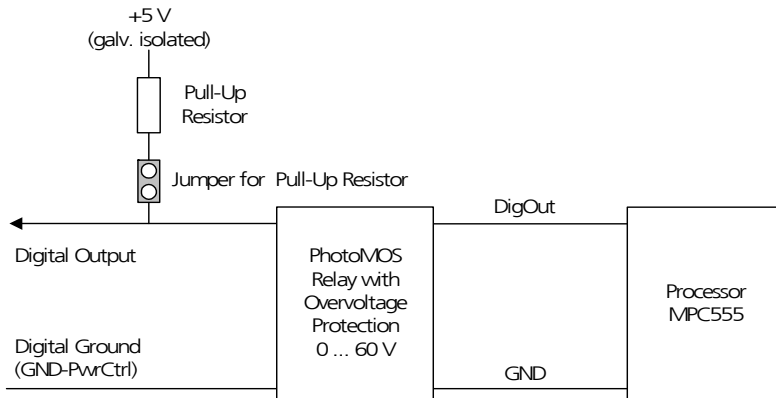 +5 V
(galv. isolated)
Pull-Up
Resistor
Jumper for Pull-Up Resistor
DigOut
Digital Output
PhotoMOS
Relay with
Overvoltage
Protection
0 ... 60 V
Processor
MPC555
Digital Ground
(GND-PwrCtrl)
GND